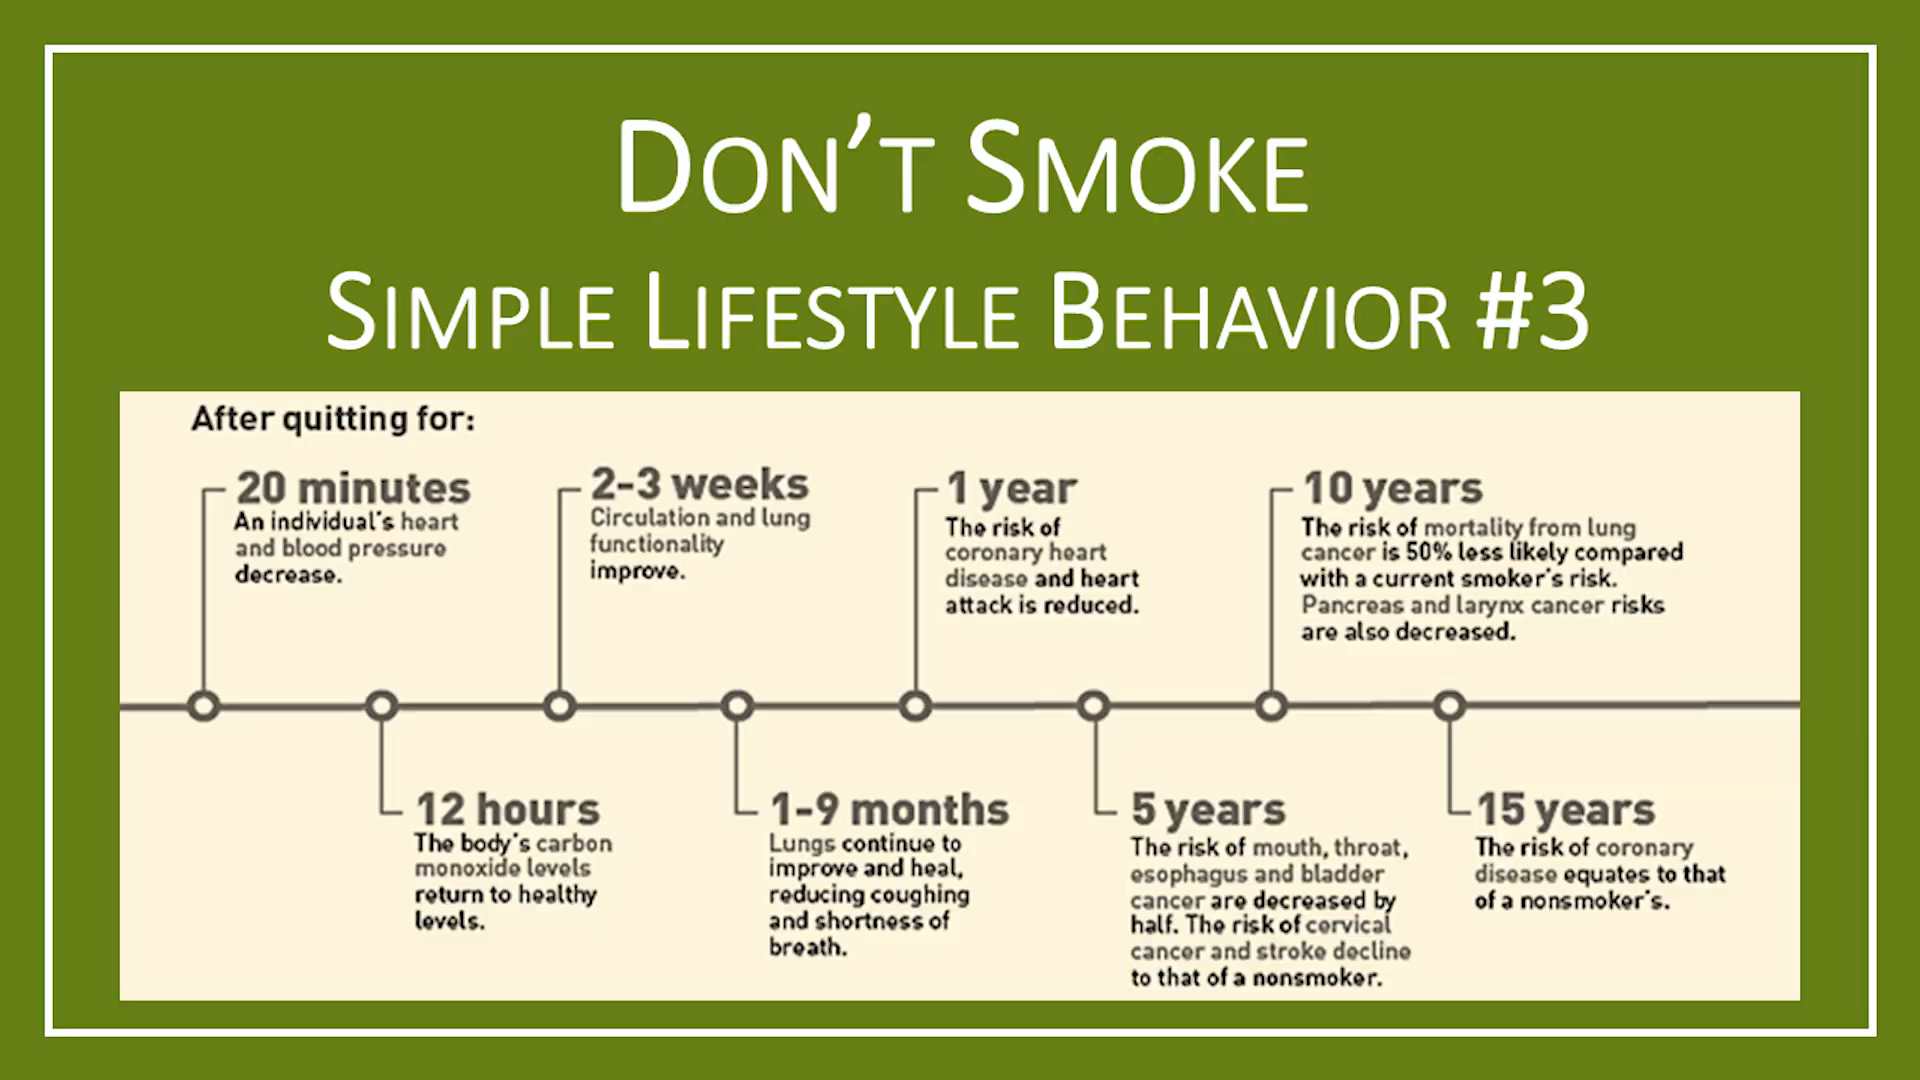 DON’T SMOKE
SIMPLE LIFESTYLE BEHAVIOR #3
After quitting for:
20 minutes
An individual's heart
and blood pressure
decrease.
2-3 weeks
Circulation and lung
functionality
improve.
1 year
The risk of
coronary heart
disease and heart
attack is reduced.
10 years
The risk of mortality from lung
cancer is 50% less likely compared
with a current smoker's risk.
Pancreas and larynx cancer risks
are also decreased.
12 hours
The body's carbon
monoxide levels
return to healthy
levels.
1-9 months
Lungs continue to
improve and heal,
reducing coughing
and shortness of
breath.
5 years
The risk of mouth, throat,
esophagus and bladder
cancer are decreased by
half. The risk of cervical
cancer and stroke decline
to that of a nonsmoker.
15 years
The risk of coronary
disease equates to that
of a nonsmoker's.